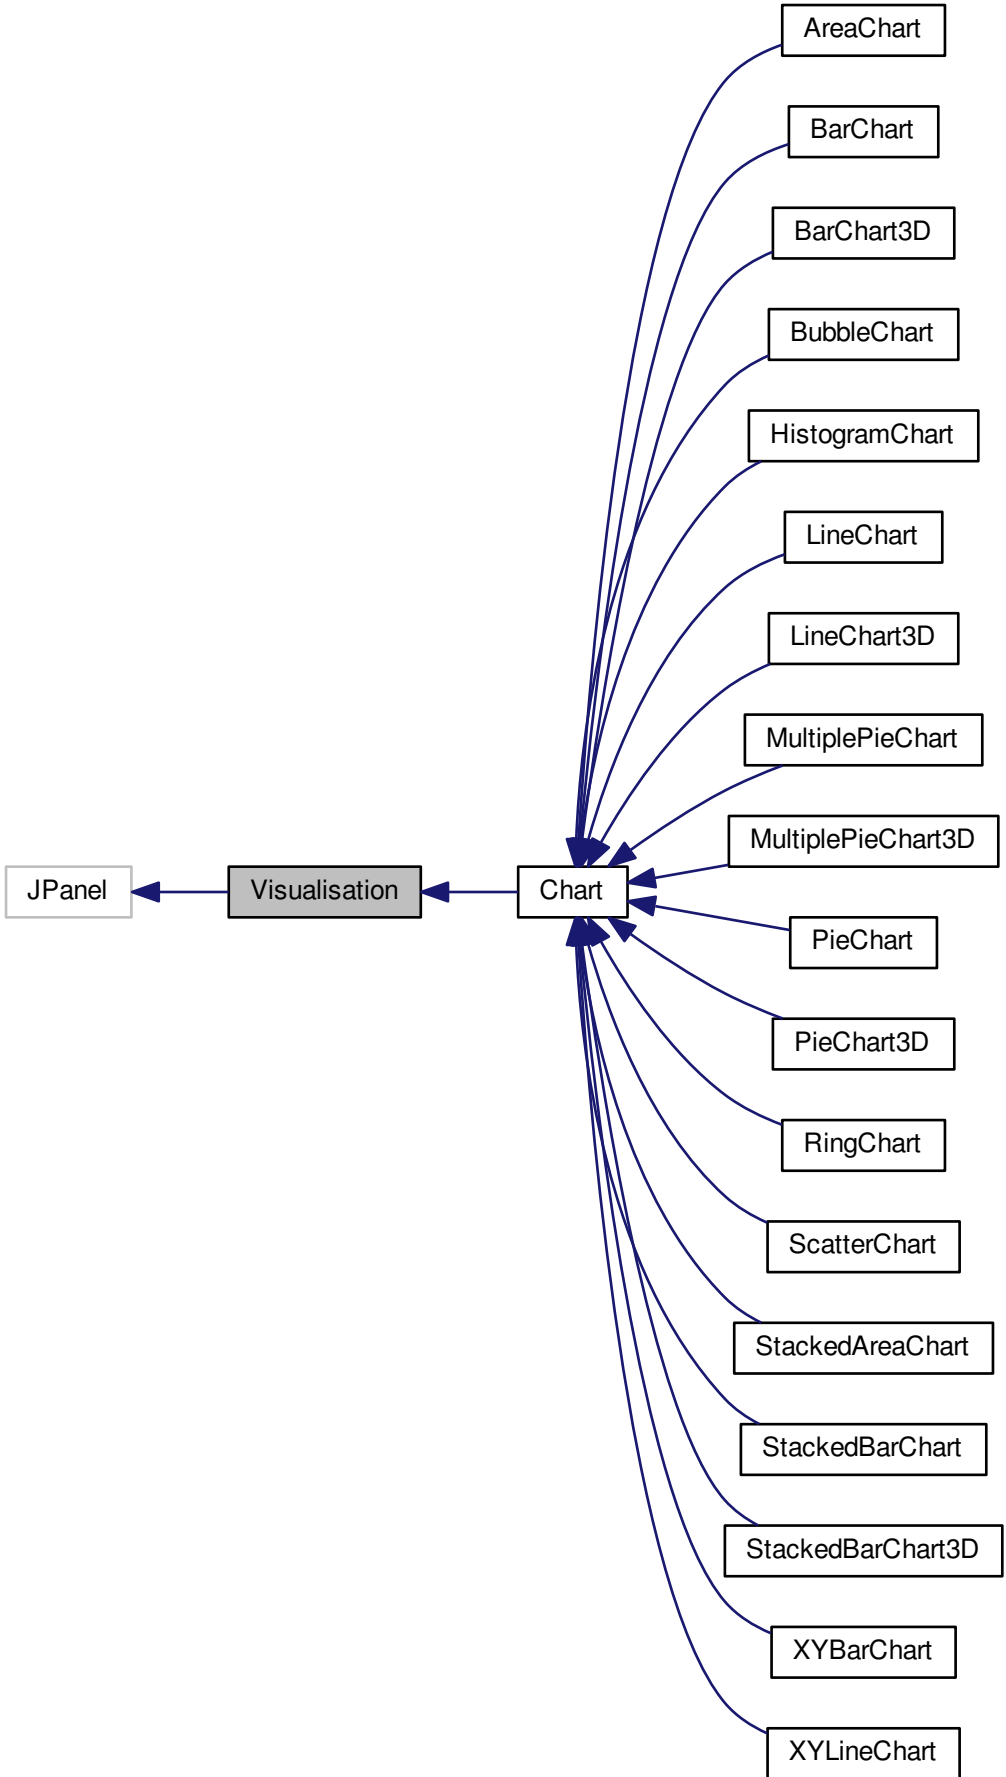 AreaChart
BarChart
BarChart3D
BubbleChart
HistogramChart
LineChart
LineChart3D
MultiplePieChart
MultiplePieChart3D
JPanel
Visualisation
Chart
PieChart
PieChart3D
RingChart
ScatterChart
StackedAreaChart
StackedBarChart
StackedBarChart3D
XYBarChart
XYLineChart